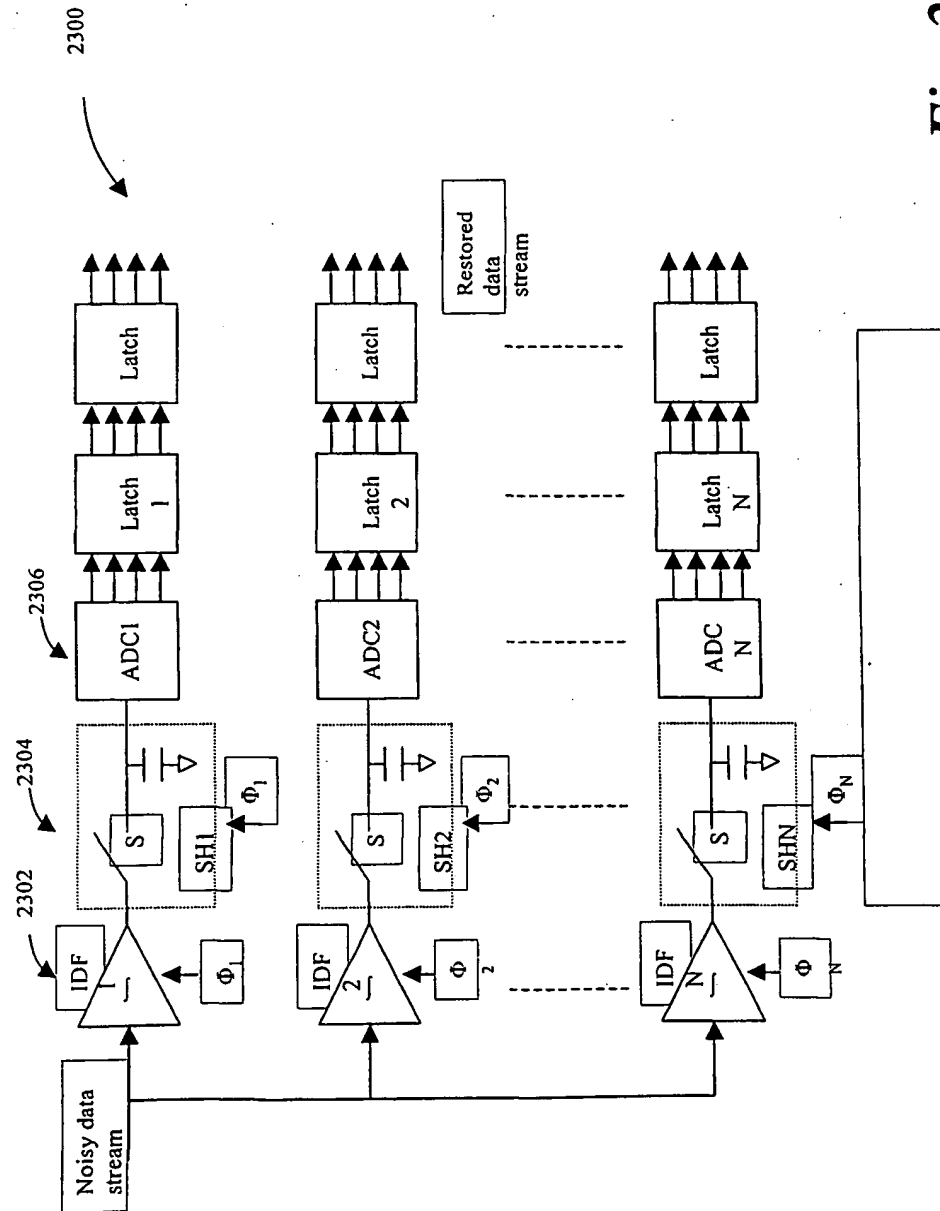 2300
2302
2304
2306
Noisy data
stream
IDF
1
∫
Φ1
S
SH1
Φ1
ADC1
Latch
1
Latch
IDF
2
∫
Φ
2
S
SH2
Φ2
ADC2
Latch
2
Latch
Restored
data
stream
IDF
N
∫
Φ
N
S
SHN
ΦN
ADC
N
Latch
N
Latch